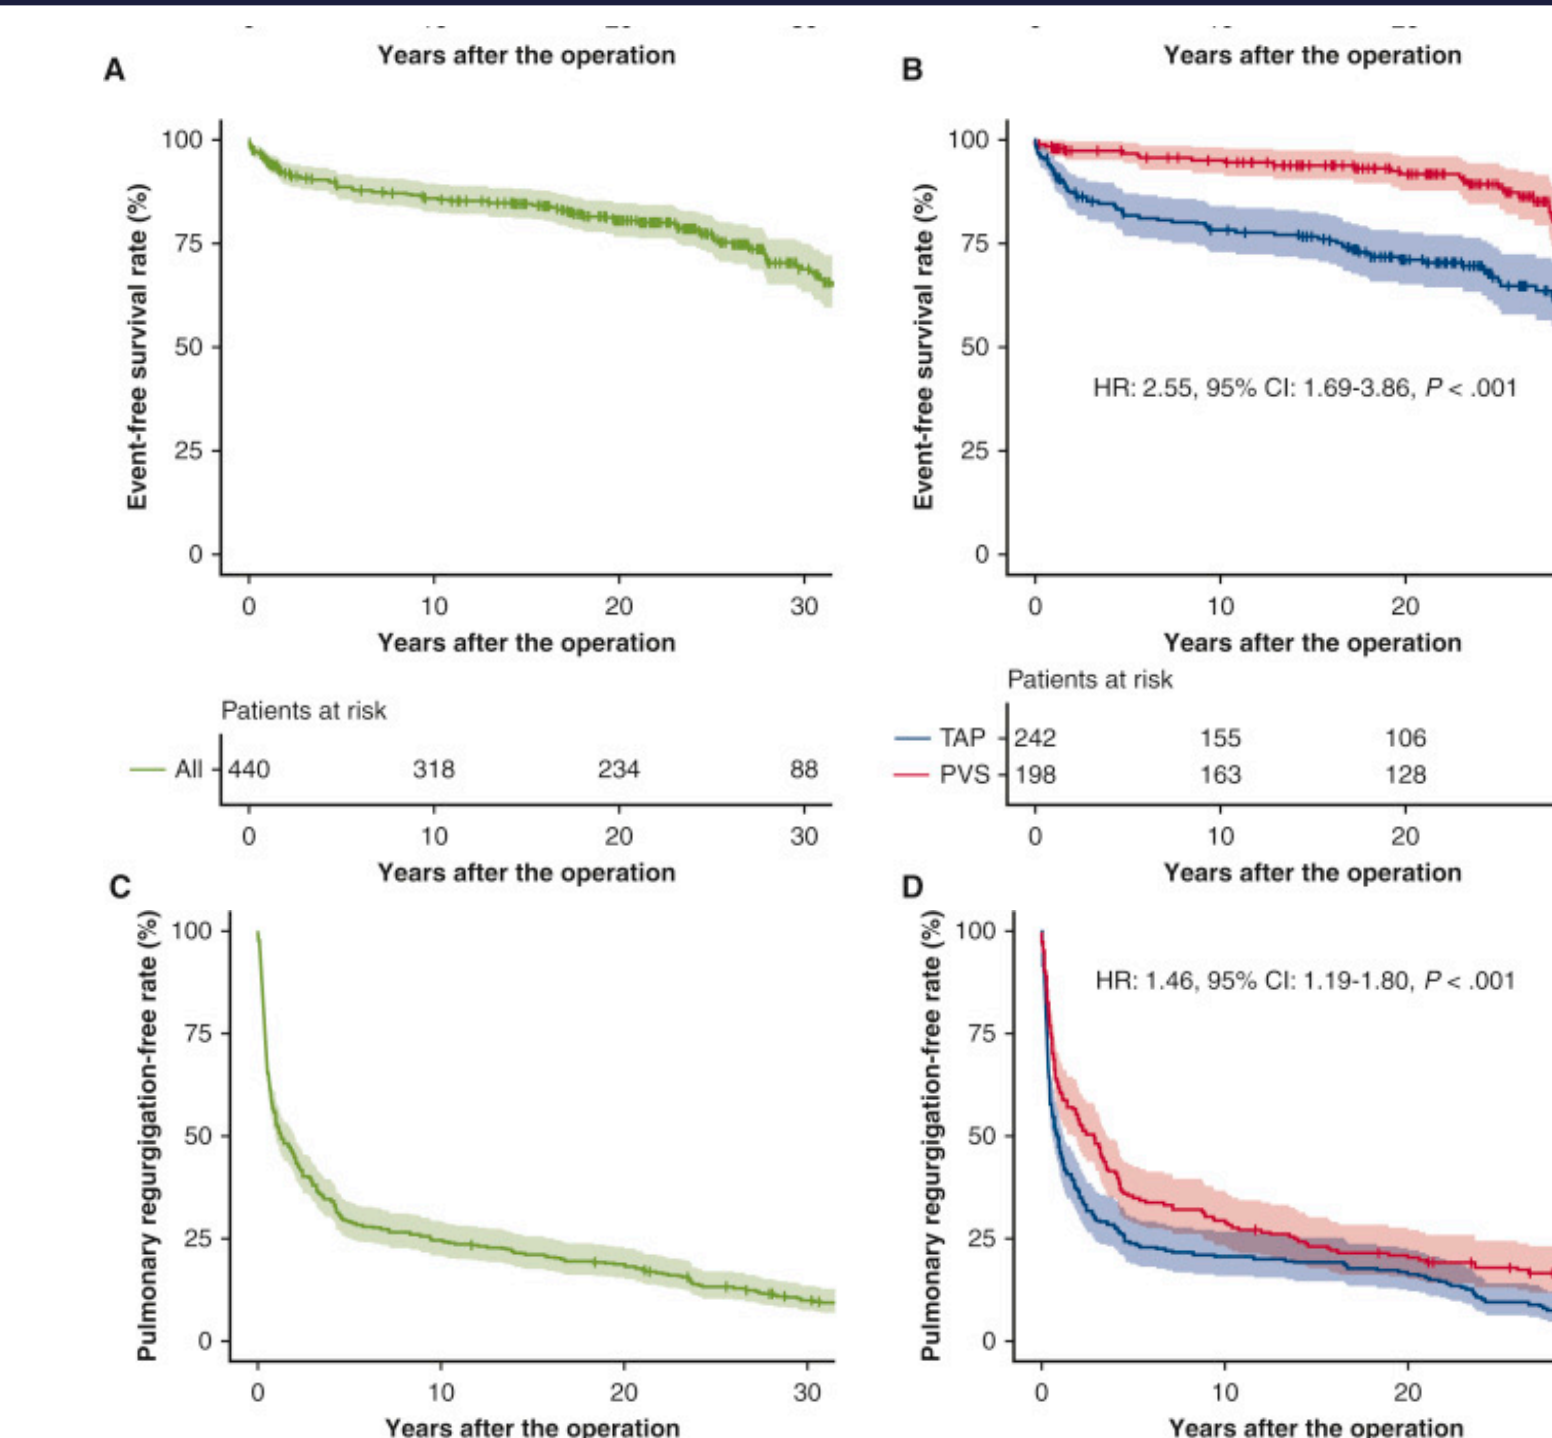 Years after the operation
Years after the operation
A
B
Event-free survival rate (%)
100
75
50
25
0
0 10 20 30
Years after the operation
Event-free survival rate (%)
100
75
50
25
0
HR: 2.55, 95% CI: 1.69-3.86, P < .001
0 10 20
Years after the operation
Patients at risk
All 440 318 234 88
0 10 20 30
Years after the operation
Patients at risk
TAP 242 155 106
PVS 198 163 128
0 10 20
Years after the operation
C
D
Pulmonary regurgigation-free rate (%)
100
75
50
25
0
0 10 20 30
Years after the operation
Pulmonary regurgigation-free rate (%)
100
75
50
25
0
HR: 1.46, 95% CI: 1.19-1.80, P < .001
0 10 20
Years after the operation